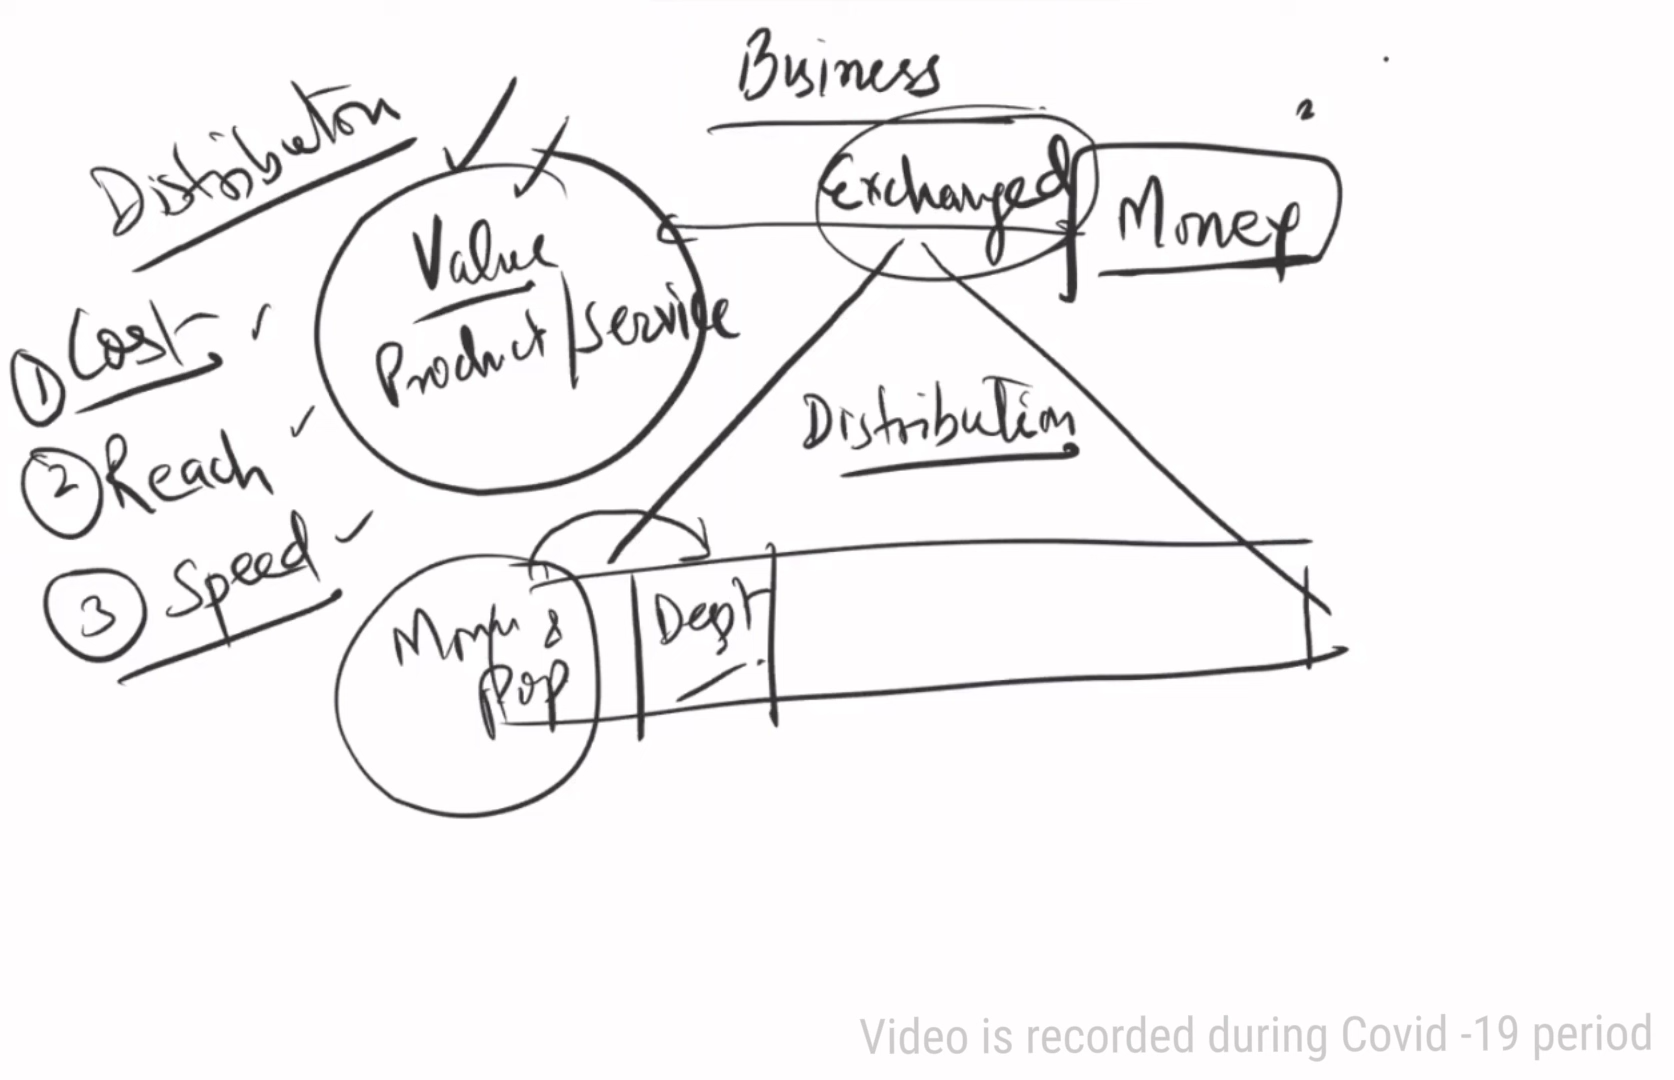 Business
Distribution
Exchanged
Money
Value
Product / Service
① Cost
② Reach
③ Speed
Distribution
&
Pop
Dept
Video is recorded during Covid -19 period